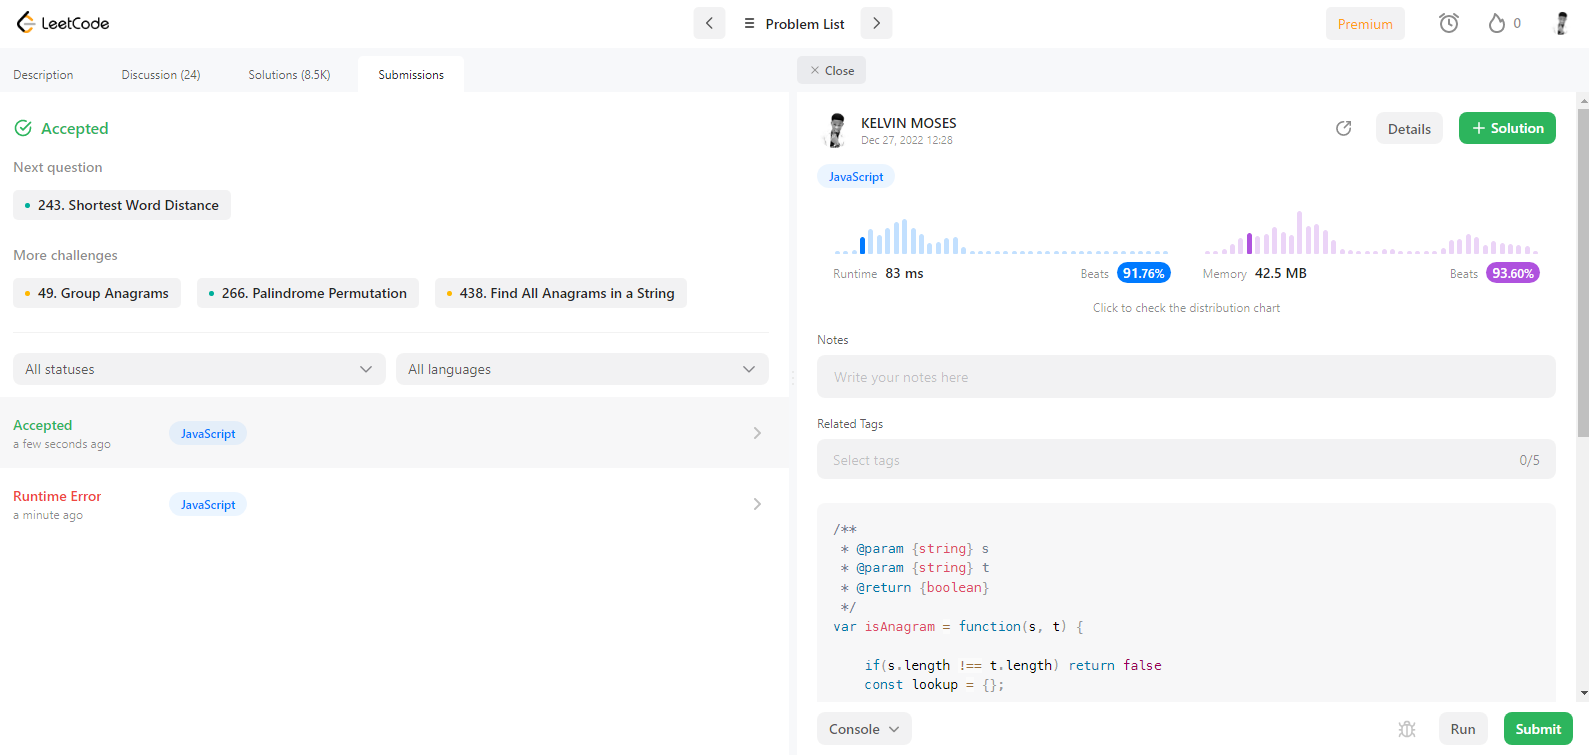 LeetCode
Problem List
Premium
0
Description
Discussion (24)
Solutions (8.5K)
Submissions
Close
Accepted
Next question
243. Shortest Word Distance
More challenges
49. Group Anagrams
266. Palindrome Permutation
438. Find All Anagrams in a String
All statuses
All languages
Accepted
a few seconds ago
JavaScript
Runtime Error
a minute ago
JavaScript
KELVIN MOSES
Dec 27, 2022 12:28
Details
+ Solution
JavaScript
Runtime 83 ms
Beats 91.76%
Memory 42.5 MB
Beats 93.60%
Click to check the distribution chart
Notes
Write your notes here
Related Tags
Select tags
0/5
/**
 * @param {string} s
 * @param {string} t
 * @return {boolean}
 */
var isAnagram = function(s, t) {
    if(s.length !== t.length) return false
    const lookup = {};
Console
Run
Submit